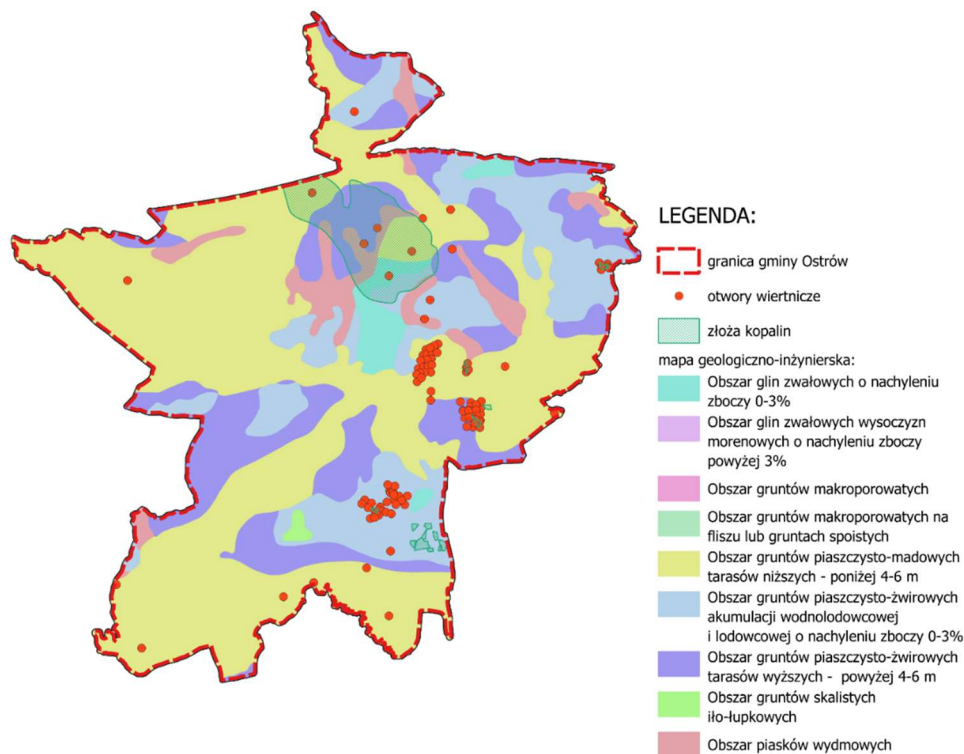 LEGENDA:
granica gminy Ostrów
otwory wiertnicze
złoża kopalin
mapa geologiczno-inżynierska:
Obszar glin zwałowych o nachyleniu
zboczy 0-3%
Obszar glin zwałowych wysoczyzn
morenowych o nachyleniu zboczy
powyżej 3%
Obszar gruntów makroporowatych
Obszar gruntów makroporowatych na
fliszu lub gruntach spoistych
Obszar gruntów piaszczysto-madowych
tarasów niższych - poniżej 4-6 m
Obszar gruntów piaszczysto-żwirowych
akumulacji wodnolodowcowej
i lodowcowej o nachyleniu zboczy 0-3%
Obszar gruntów piaszczysto-żwirowych
tarasów wyższych - powyżej 4-6 m
Obszar gruntów skalistych
iło-łupkowych
Obszar piasków wydmowych